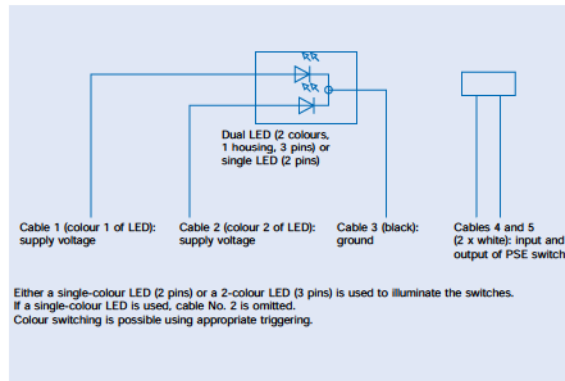 Dual LED (2 colours,
1 housing, 3 pins) or
single LED (2 pins)
Cable 1 (colour 1 of LED):
supply voltage
Cable 2 (colour 2 of LED):
supply voltage
Cable 3 (black):
ground
Cables 4 and 5
(2 x white): input and
output of PSE switch
Either a single-colour LED (2 pins) or a 2-colour LED (3 pins) is used to illuminate the switches.
If a single-colour LED is used, cable No. 2 is omitted.
Colour switching is possible using appropriate triggering.